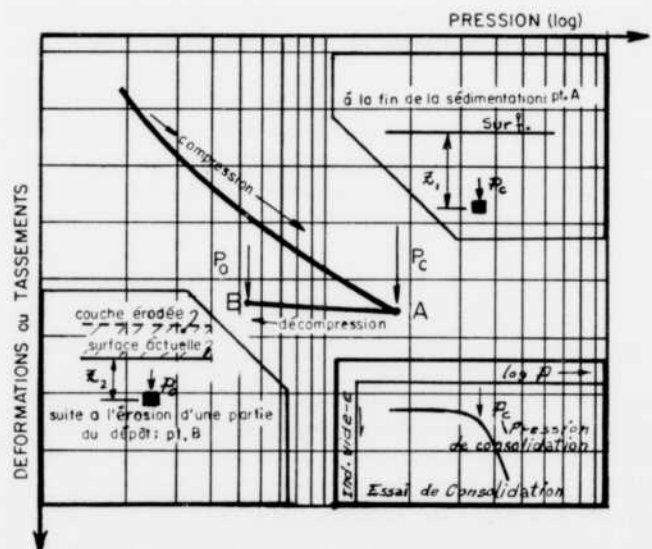 PRESSION (log)
á la fin de la sédimentation: pt. A
Surf.
Z₁
Pc
compression
Po
Pc
B
A
décompression
DEFORMATIONS ou TASSEMENTS
couche érodée
surface actuelle
Z₂
Po
suite a l'érosion d'une partie
du dépôt: pt. B
log p
Ind. vide-e
Pc
Pression
de consolidation
Essai de Consolidation